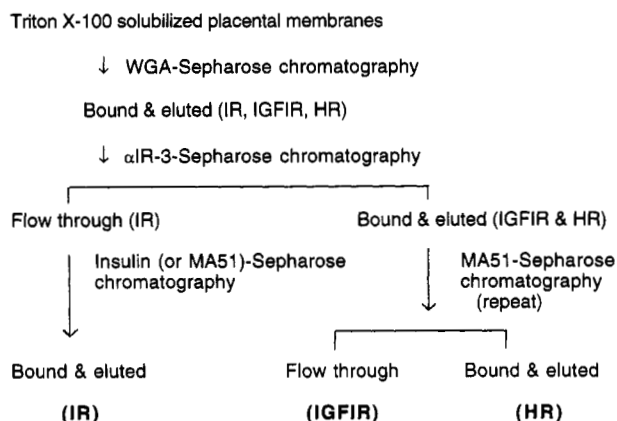 Triton X-100 solubilized placental membranes
↓ WGA-Sepharose chromatography
Bound & eluted (IR, IGFIR, HR)
↓ αIR-3-Sepharose chromatography
Flow through (IR)
Bound & eluted (IGFIR & HR)
Insulin (or MA51)-Sepharose
chromatography
MA51-Sepharose
chromatography
(repeat)
Bound & eluted
Flow through
Bound & eluted
(IR)
(IGFIR)
(HR)